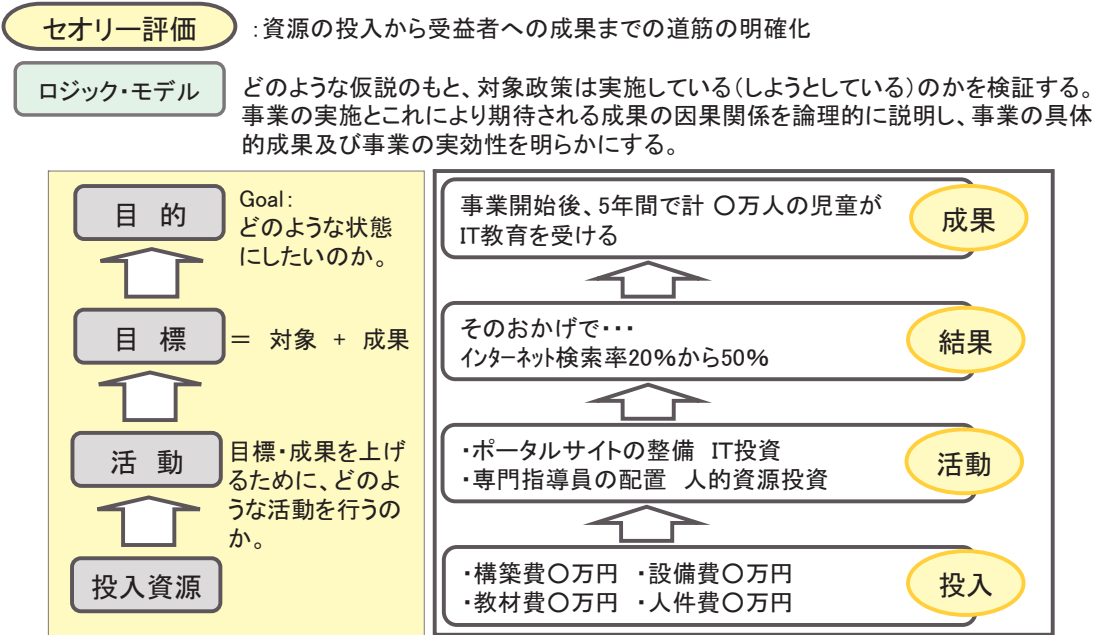 セオリー評価 :資源の投入から受益者への成果までの道筋の明確化
ロジック・モデル
どのような仮説のもと、対象政策は実施している(しようとしている)のかを検証する。
事業の実施とこれにより期待される成果の因果関係を論理的に説明し、事業の具体
的成果及び事業の実効性を明らかにする。
目 的
Goal:
どのような状態
にしたいのか。
目 標 = 対象 + 成果
活 動
目標・成果を上げ
るために、どのよ
うな活動を行うの
か。
投入資源
事業開始後、5年間で計 〇万人の児童が
IT教育を受ける
成果
そのおかげで・・・
インターネット検索率20%から50%
結果
・ポータルサイトの整備 IT投資
・専門指導員の配置 人的資源投資
活動
・構築費〇万円 ・設備費〇万円
・教材費〇万円 ・人件費〇万円
投入